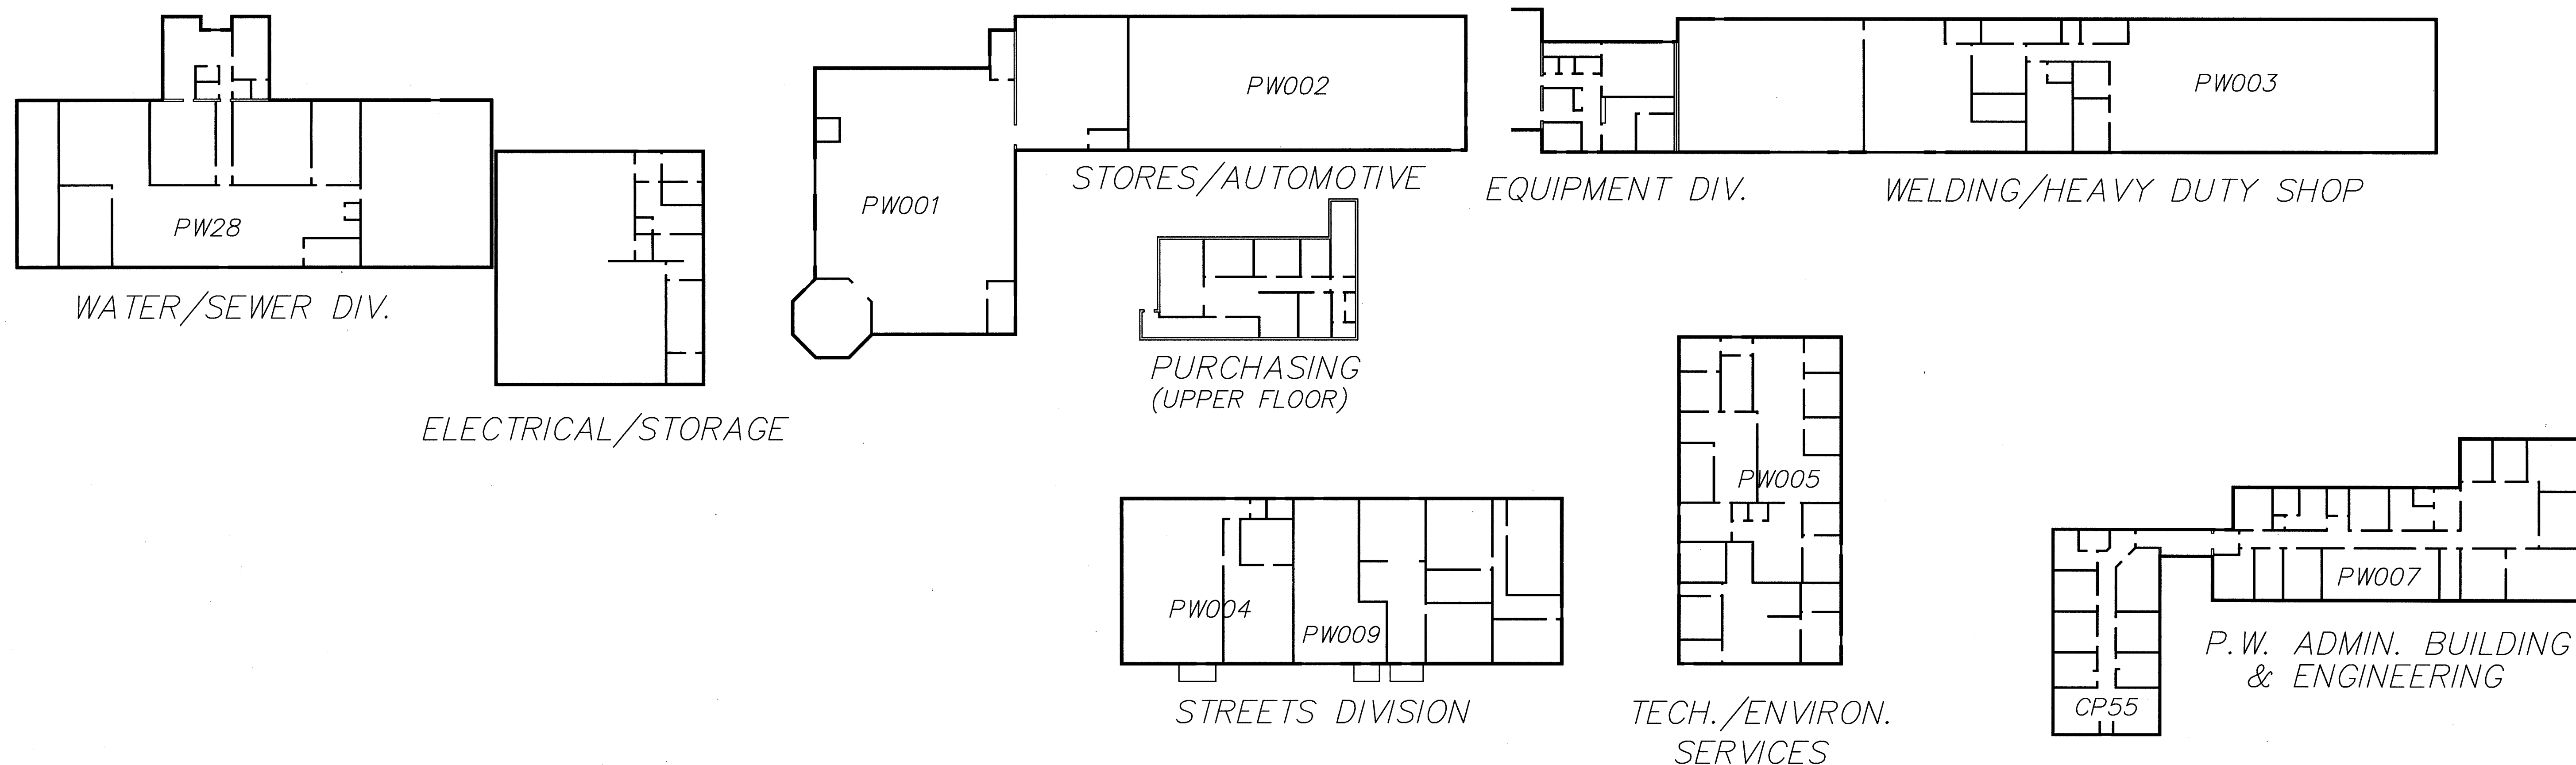 PW28
WATER/SEWER DIV.
ELECTRICAL/STORAGE
PW001
PW002
STORES/AUTOMOTIVE
PURCHASING
(UPPER FLOOR)
EQUIPMENT DIV.
PW003
WELDING/HEAVY DUTY SHOP
PW004
PW009
STREETS DIVISION
PW005
TECH./ENVIRON.
SERVICES
PW007
P.W. ADMIN. BUILDING
& ENGINEERING
CP55